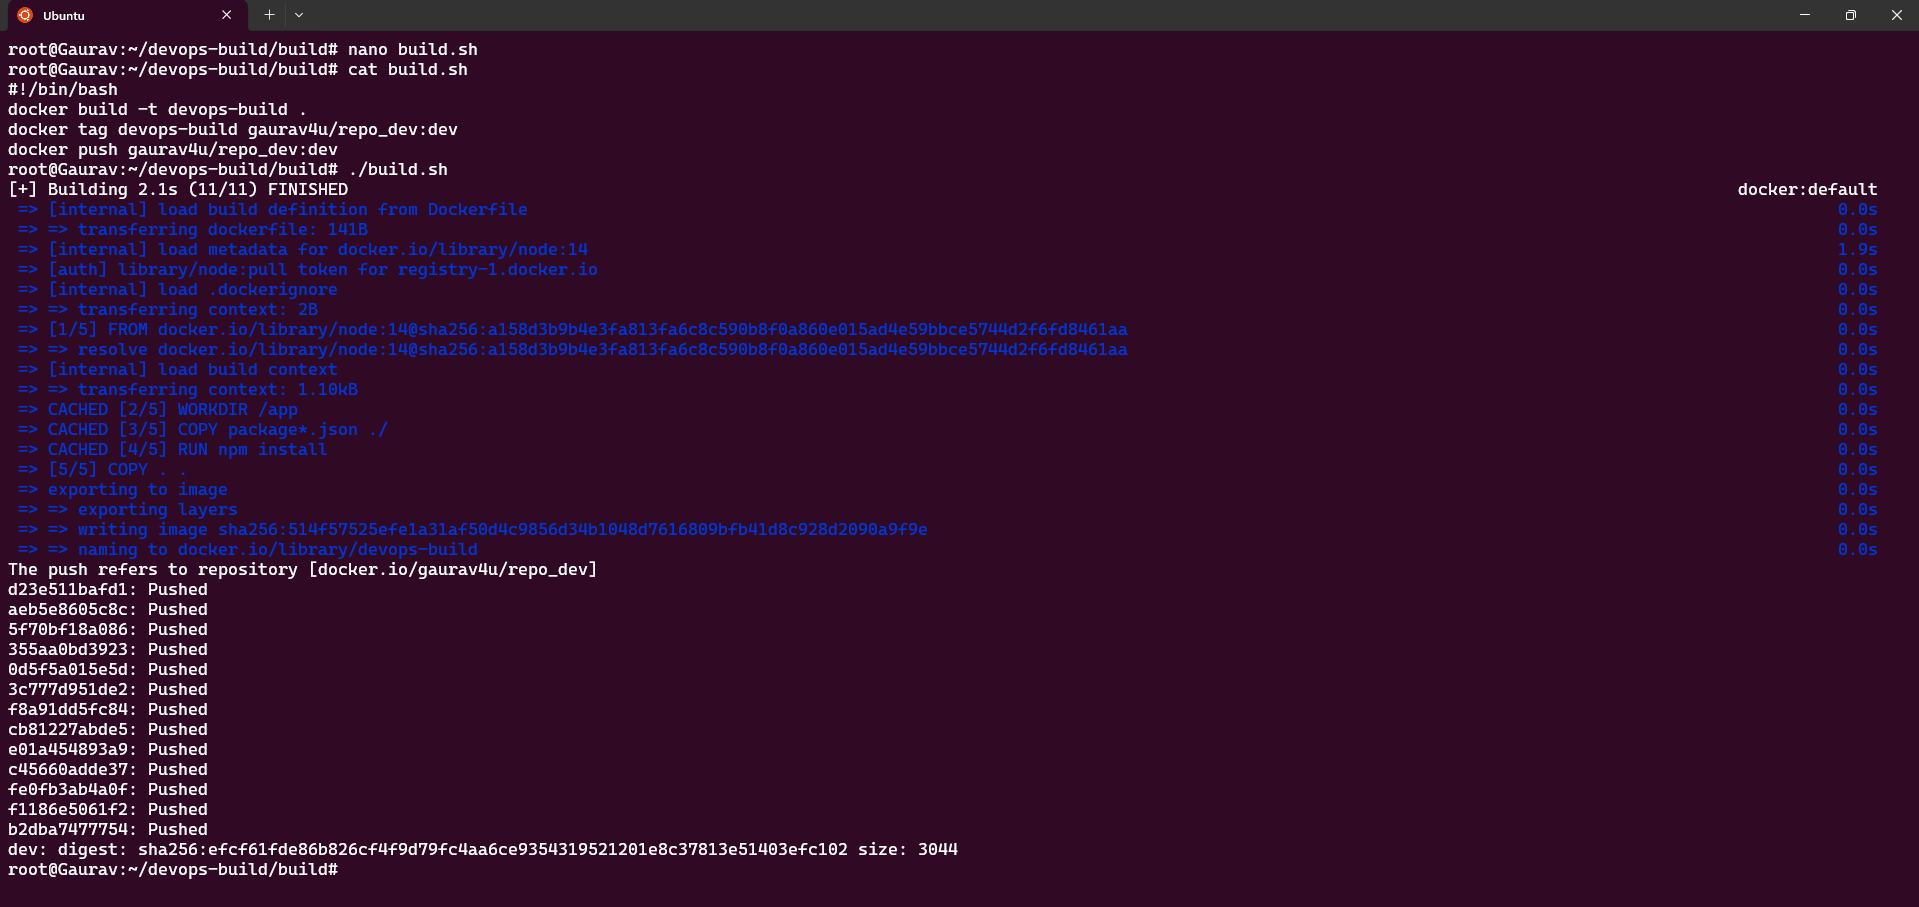 Ubuntu
root@Gaurav:~/devops-build/build# nano build.sh
root@Gaurav:~/devops-build/build# cat build.sh
#!/bin/bash
docker build -t devops-build .
docker tag devops-build gaurav4u/repo_dev:dev
docker push gaurav4u/repo_dev:dev
root@Gaurav:~/devops-build/build# ./build.sh
[+] Building 2.1s (11/11) FINISHED docker:default
=> [internal] load build definition from Dockerfile 0.0s
=> => transferring dockerfile: 141B 0.0s
=> [internal] load metadata for docker.io/library/node:14 1.9s
=> [auth] library/node:pull token for registry-1.docker.io 0.0s
=> [internal] load .dockerignore 0.0s
=> => transferring context: 2B 0.0s
=> [1/5] FROM docker.io/library/node:14@sha256:a158d3b9b4e3fa813fa6c8c590b8f0a860e015ad4e59bbce5744d2f6fd8461aa 0.0s
=> => resolve docker.io/library/node:14@sha256:a158d3b9b4e3fa813fa6c8c590b8f0a860e015ad4e59bbce5744d2f6fd8461aa 0.0s
=> [internal] load build context 0.0s
=> => transferring context: 1.10kB 0.0s
=> CACHED [2/5] WORKDIR /app 0.0s
=> CACHED [3/5] COPY package*.json ./ 0.0s
=> CACHED [4/5] RUN npm install 0.0s
=> [5/5] COPY . . 0.0s
=> exporting to image 0.0s
=> => exporting layers 0.0s
=> => writing image sha256:514f57525efe1a31af50d4c9856d34b1048d7616809bfb41d8c928d2090a9f9e 0.0s
=> => naming to docker.io/library/devops-build 0.0s
The push refers to repository [docker.io/gaurav4u/repo_dev]
d23e511bafd1: Pushed
aeb5e8605c8c: Pushed
5f70bf18a086: Pushed
355aa0bd3923: Pushed
0d5f5a015e5d: Pushed
3c777d951de2: Pushed
f8a91dd5fc84: Pushed
cb81227abde5: Pushed
e01a454893a9: Pushed
c45660adde37: Pushed
fe0fb3ab4a0f: Pushed
f1186e5061f2: Pushed
b2dba7477754: Pushed
dev: digest: sha256:efcf61fde86b826cf4f9d79fc4aa6ce9354319521201e8c37813e51403efc102 size: 3044
root@Gaurav:~/devops-build/build#